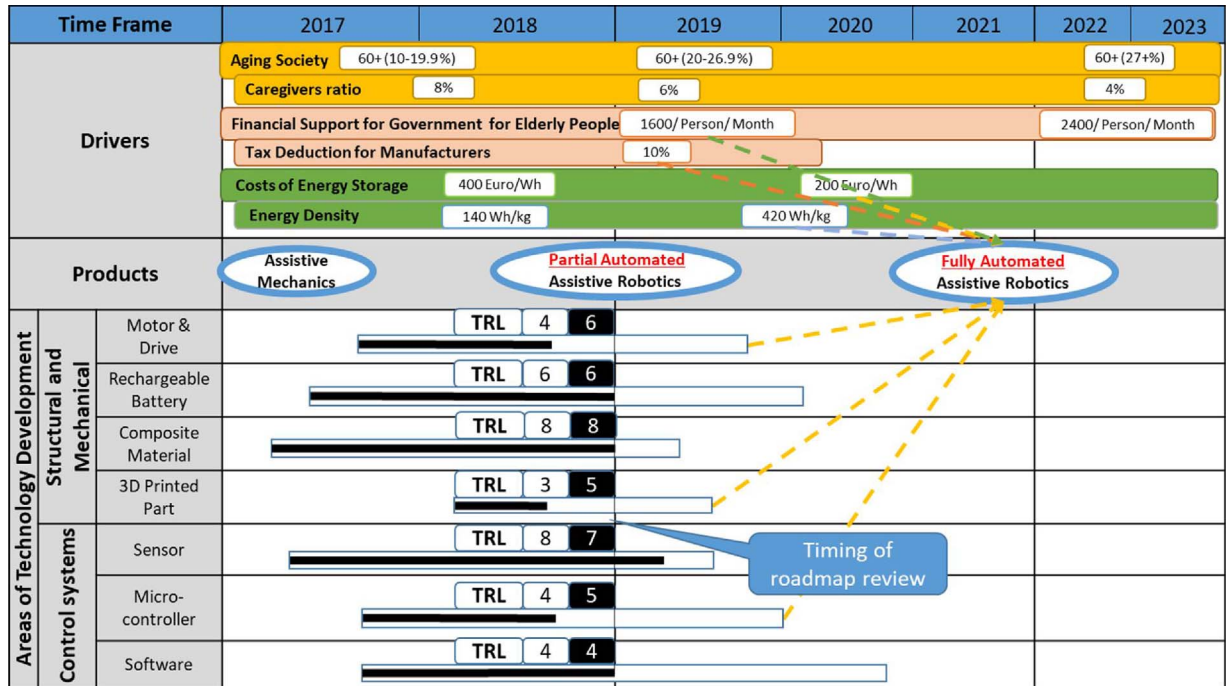 Time Frame 2017 2018 2019 2020 2021 2022 2023
Drivers
Aging Society 60+ (10-19.9%) 60+ (20-26.9%) 60+ (27+%)
Caregivers ratio 8% 6% 4%
Financial Support for Government for Elderly People 1600/ Person/ Month 2400/ Person/ Month
Tax Deduction for Manufacturers 10%
Costs of Energy Storage 400 Euro/Wh 200 Euro/Wh
Energy Density 140 Wh/kg 420 Wh/kg
Products
Assistive
Mechanics
Partial Automated
Assistive Robotics
Fully Automated
Assistive Robotics
Areas of Technology Development
Structural and
Mechanical
Motor &
Drive
TRL 4 6
Rechargeable
Battery
TRL 6 6
Composite
Material
TRL 8 8
3D Printed
Part
TRL 3 5
Control systems
Sensor
TRL 8 7
Timing of
roadmap review
Micro-
controller
TRL 4 5
Software
TRL 4 4